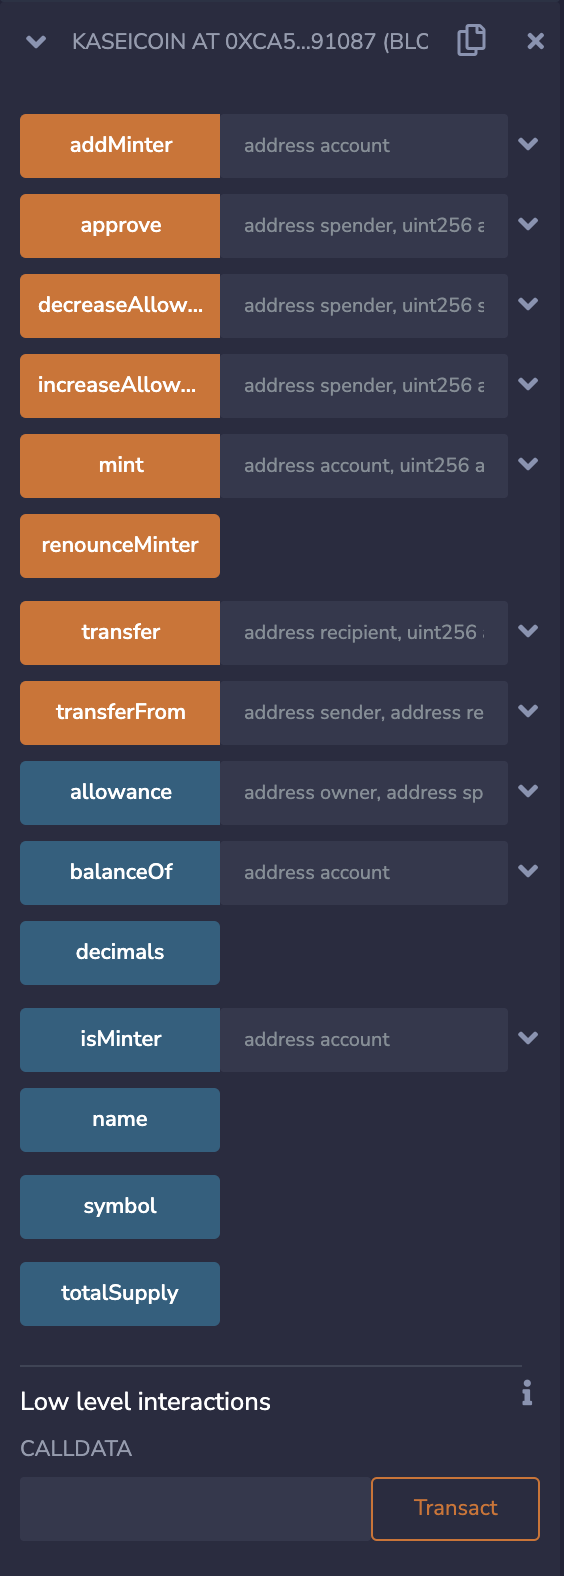 KASEICOIN AT 0XCA5...91087 (BLO
addMinter address account
approve address spender, uint256 a
decreaseAllow... address spender, uint256 s
increaseAllow... address spender, uint256 a
mint address account, uint256 a
renounceMinter
transfer address recipient, uint256
transferFrom address sender, address re
allowance address owner, address sp
balanceOf address account
decimals
isMinter address account
name
symbol
totalSupply
Low level interactions
CALLDATA
Transact